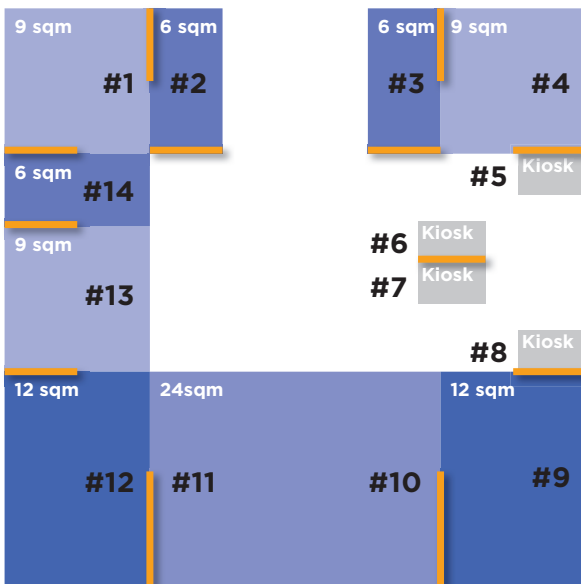 9 sqm
6 sqm
6 sqm
9 sqm
#1
#2
#3
#4
6 sqm
Kiosk
#5
#14
9 sqm
Kiosk
#6
Kiosk
#7
#13
Kiosk
#8
12 sqm
24sqm
12 sqm
#12
#11
#10
#9